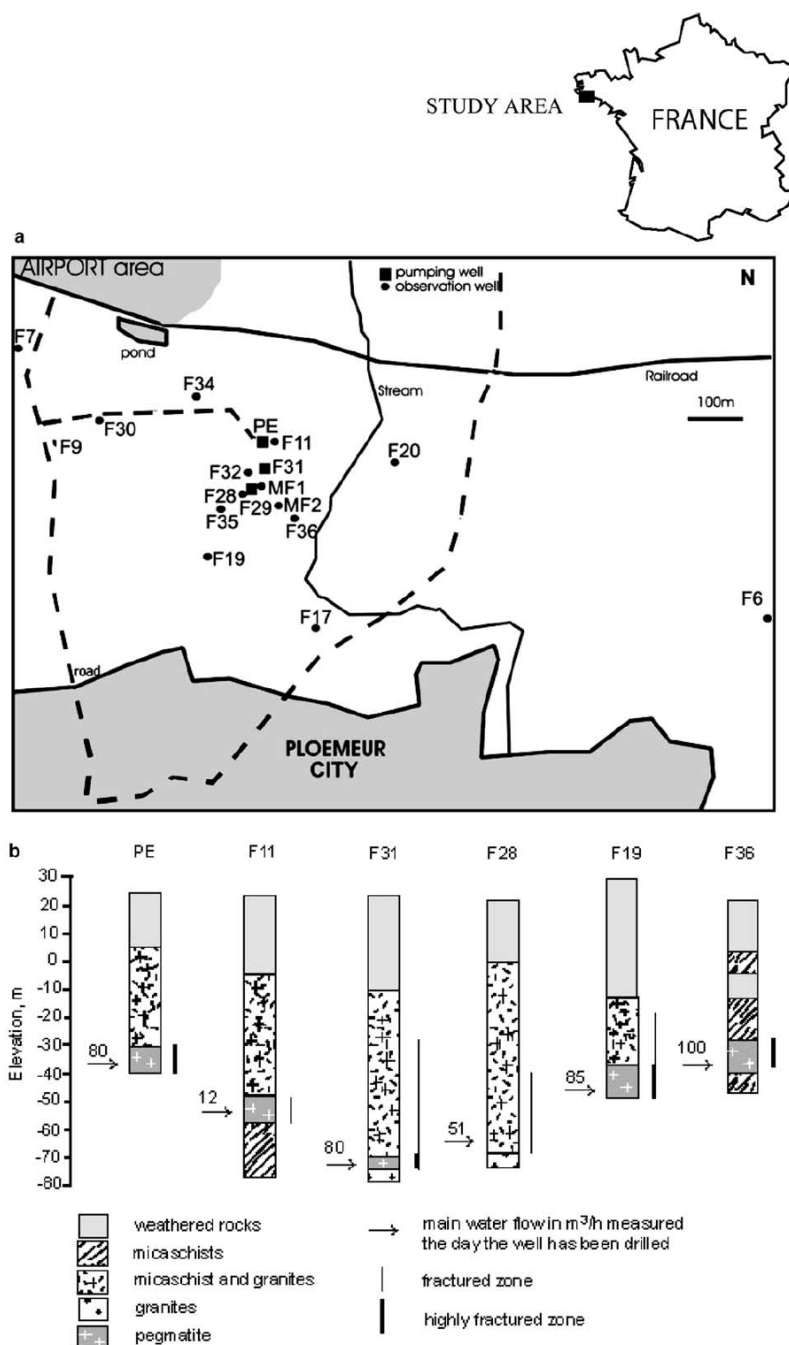 STUDY AREA
FRANCE
a
AIRPORT area
pumping well
observation well
N
F7
pond
Railroad
F34
Stream
100m
F30
PE
F11
F9
F20
F32
F31
MF1
F28
F29
MF2
F35
F36
F19
F6
F17
road
PLOEMEUR
CITY
b
PE F11 F31 F28 F19 F36
Elevation, m
30
20
10
0
-10
-20
-30
-40
-50
-60
-70
-80
80
12
80
51
85
100
weathered rocks
micaschists
micaschist and granites
granites
pegmatite
main water flow in m³/h measured
the day the well has been drilled
fractured zone
highly fractured zone